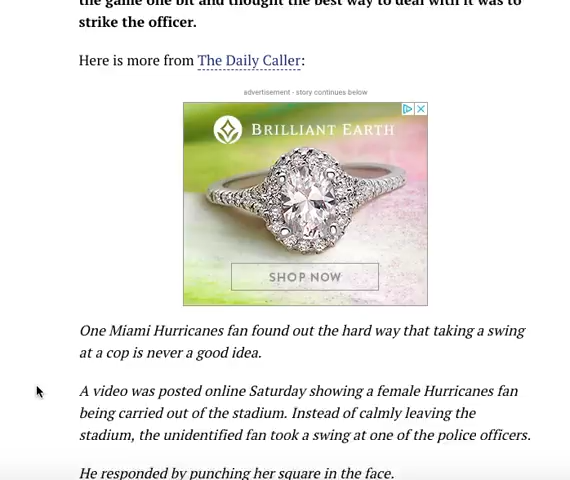 the game one bit and thought the best way to deal with it was to
strike the officer.
Here is more from The Daily Caller:
advertisement - story continues below
BRILLIANT EARTH
SHOP NOW
One Miami Hurricanes fan found out the hard way that taking a swing
at a cop is never a good idea.
A video was posted online Saturday showing a female Hurricanes fan
being carried out of the stadium. Instead of calmly leaving the
stadium, the unidentified fan took a swing at one of the police officers.
He responded by punching her square in the face.